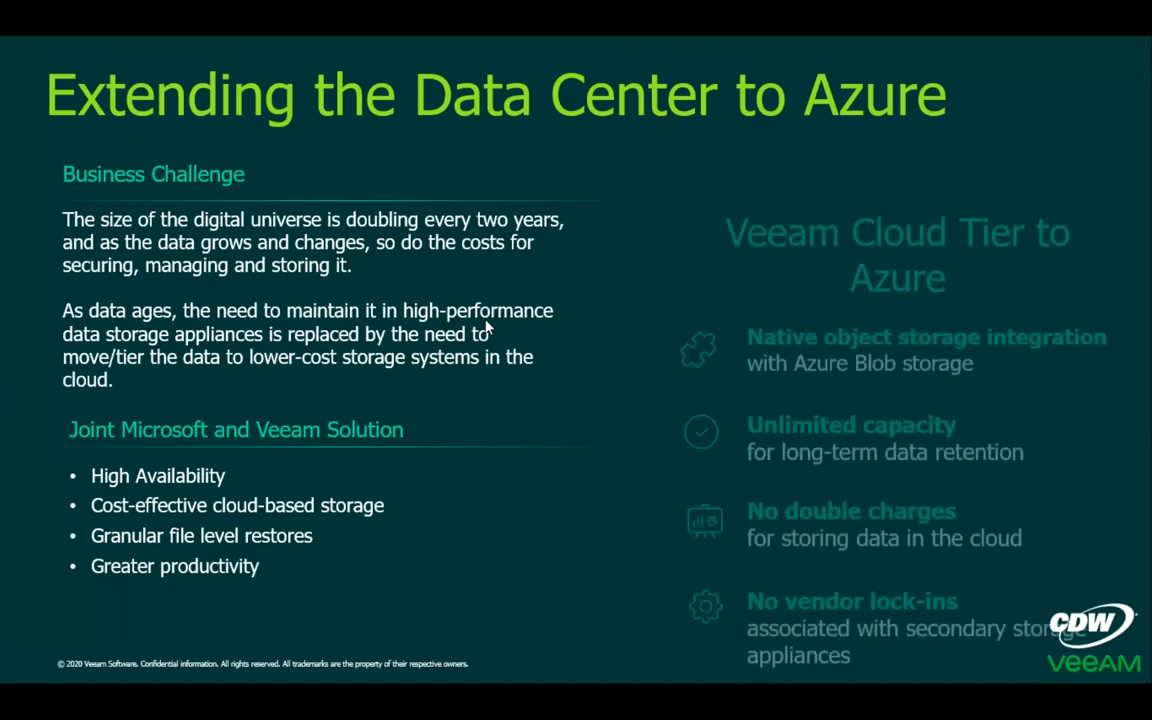 Extending the Data Center to Azure
Business Challenge
The size of the digital universe is doubling every two years,
and as the data grows and changes, so do the costs for
securing, managing and storing it.
As data ages, the need to maintain it in high-performance
data storage appliances is replaced by the need to
move/tier the data to lower-cost storage systems in the
cloud.
Joint Microsoft and Veeam Solution
• High Availability
• Cost-effective cloud-based storage
• Granular file level restores
• Greater productivity
Veeam Cloud Tier to
Azure
Native object storage integration
with Azure Blob storage
Unlimited capacity
for long-term data retention
No double charges
for storing data in the cloud
No vendor lock-ins
associated with secondary storage
appliances
CDW
VEEAM
© 2020 Veeam Software. Confidential information. All rights reserved. All trademarks are the property of their respective owners.